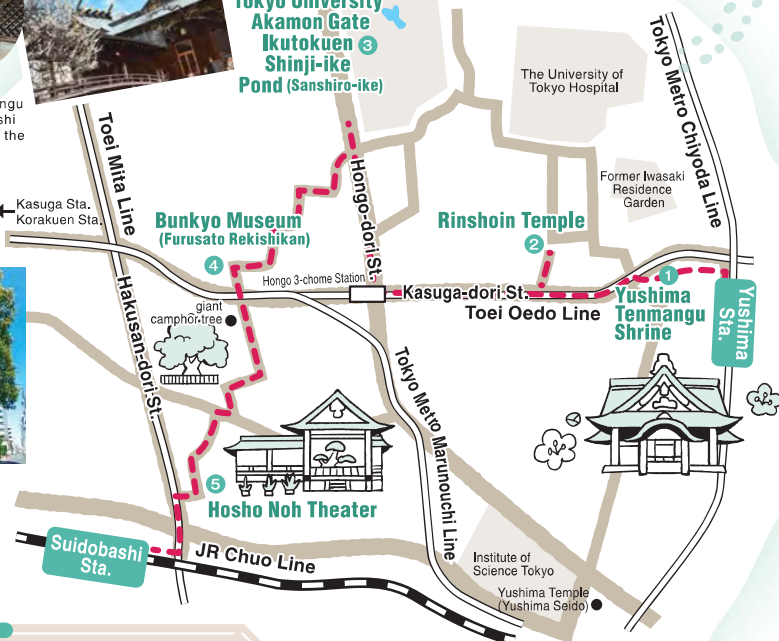 Tokyo University
Akamon Gate
Ikutokuen 3
Shinji-ike
Pond (Sanshiro-ike)
The University of
Tokyo Hospital
Tokyo Metro Chiyoda Line
ngu
shi
the
Toei Mita Line
Kasuga Sta.
Korakuen Sta.
Former Iwasaki
Residence
Garden
Bunkyo Museum
(Furusato Rekishikan)
4
Hongo-dori St.
Rinshoin Temple
2
Hongo 3-chome Station
Kasuga-dori St.
Toei Oedo Line
1
Yushima
Tenmangu
Shrine
Yushima
Sta.
giant
camphor tree
Hakusan-dori St.
Tokyo Metro Marunouchi Line
5
Hosho Noh Theater
Suidobashi
Sta.
JR Chuo Line
Institute of
Science Tokyo
Yushima Temple
(Yushima Seido)